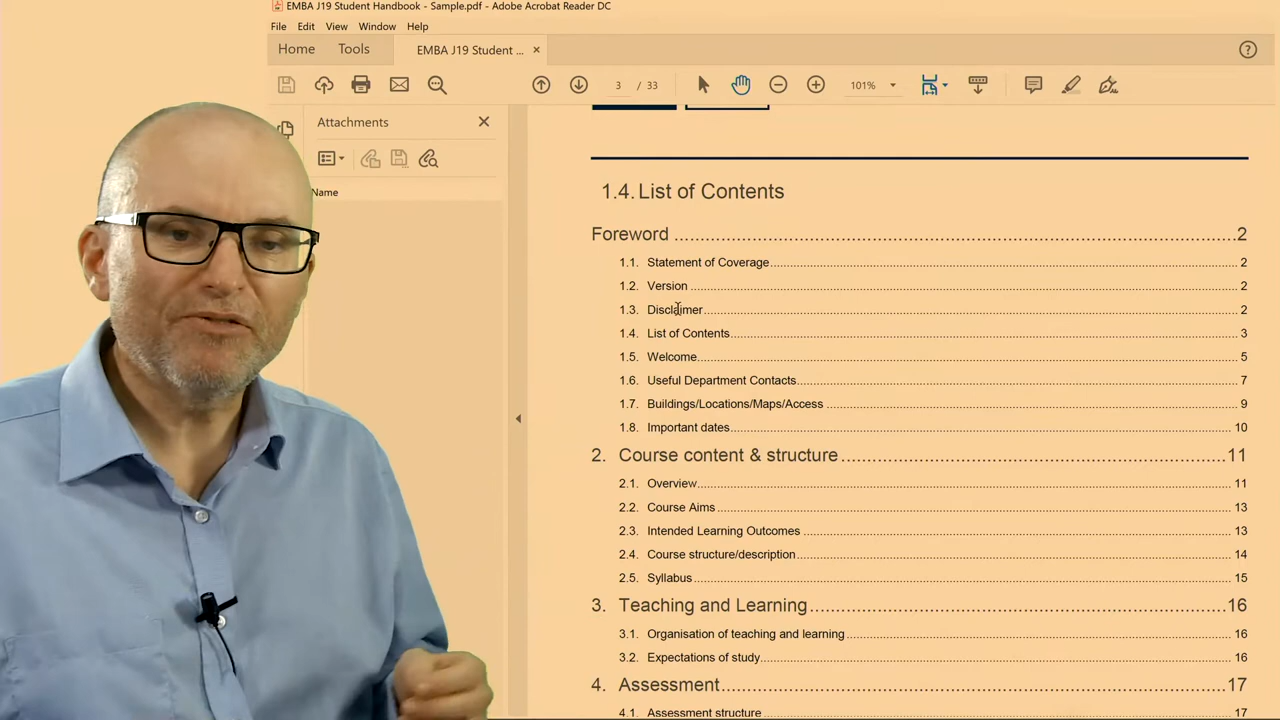 EMBA J19 Student Handbook - Sample.pdf - Adobe Acrobat Reader DC
File Edit View Window Help
Home Tools EMBA J19 Student ... ×
3 / 33 101%
Attachments
Name
1.4. List of Contents
Foreword ........ 2
1.1. Statement of Coverage ........ 2
1.2. Version ........ 2
1.3. Disclaimer ........ 2
1.4. List of Contents ........ 3
1.5. Welcome ........ 5
1.6. Useful Department Contacts ........ 7
1.7. Buildings/Locations/Maps/Access ........ 9
1.8. Important dates ........ 10
2. Course content & structure ........ 11
2.1. Overview ........ 11
2.2. Course Aims ........ 13
2.3. Intended Learning Outcomes ........ 13
2.4. Course structure/description ........ 14
2.5. Syllabus ........ 15
3. Teaching and Learning ........ 16
3.1. Organisation of teaching and learning ........ 16
3.2. Expectations of study ........ 16
4. Assessment ........ 17
4.1. Assessment structure ........ 17